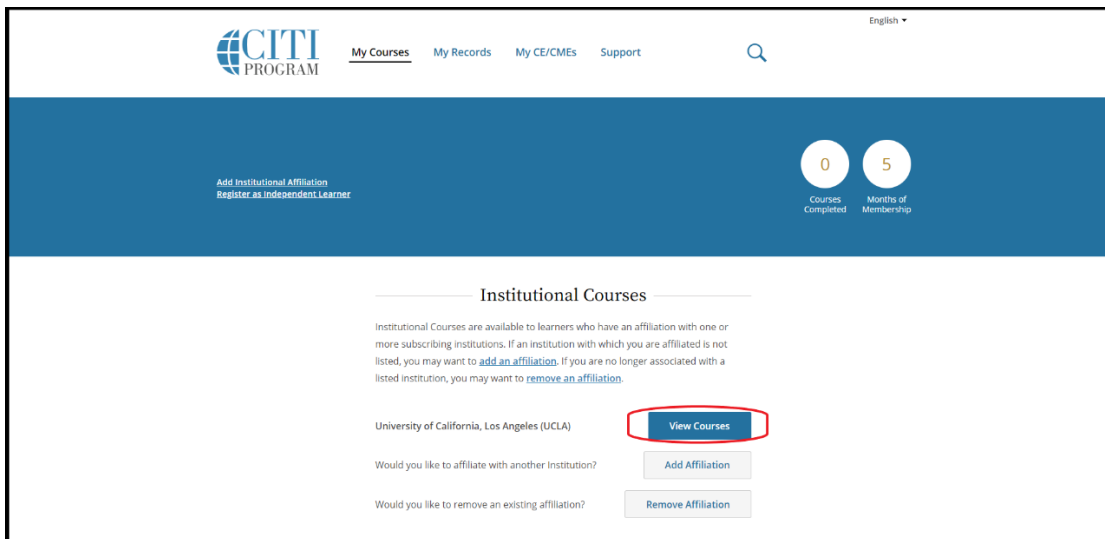 English
CITI
PROGRAM
My Courses My Records My CE/CMEs Support
Add Institutional Affiliation
Register as Independent Learner
0 5
Courses Completed
Months of Membership
Institutional Courses
Institutional Courses are available to learners who have an affiliation with one or
more subscribing institutions. If an institution with which you are affiliated is not
listed, you may want to add an affiliation. If you are no longer associated with a
listed institution, you may want to remove an affiliation.
University of California, Los Angeles (UCLA) View Courses
Would you like to affiliate with another Institution? Add Affiliation
Would you like to remove an existing affiliation? Remove Affiliation